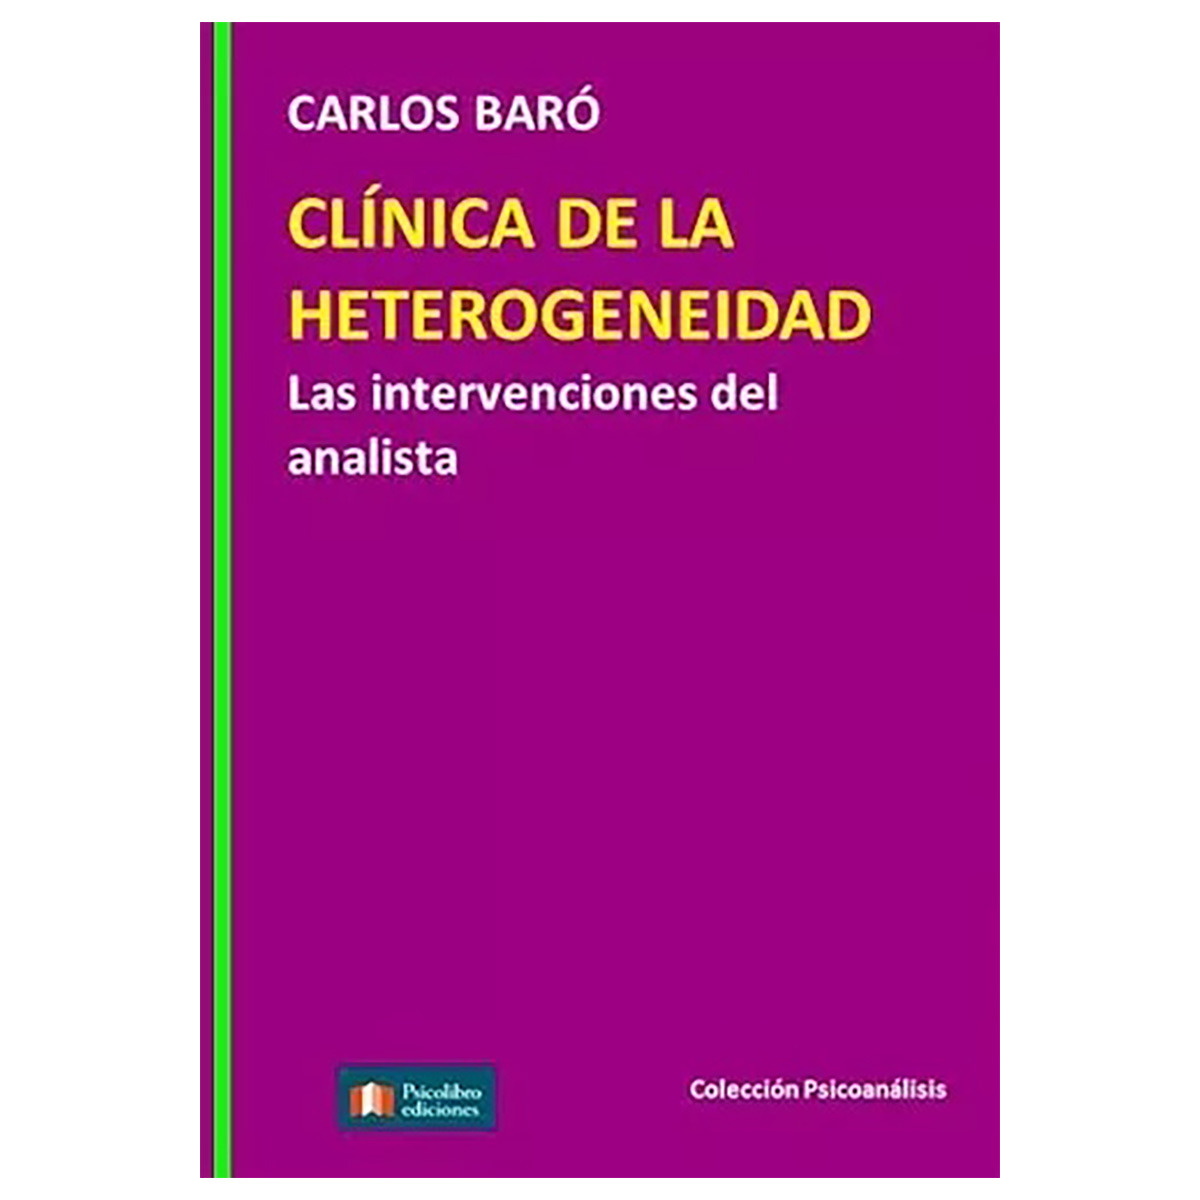 CARLOS BARÓ
CLÍNICA DE LA
HETEROGENEIDAD
Las intervenciones del
analista
Psicolibro
ediciones
Colección Psicoanálisis